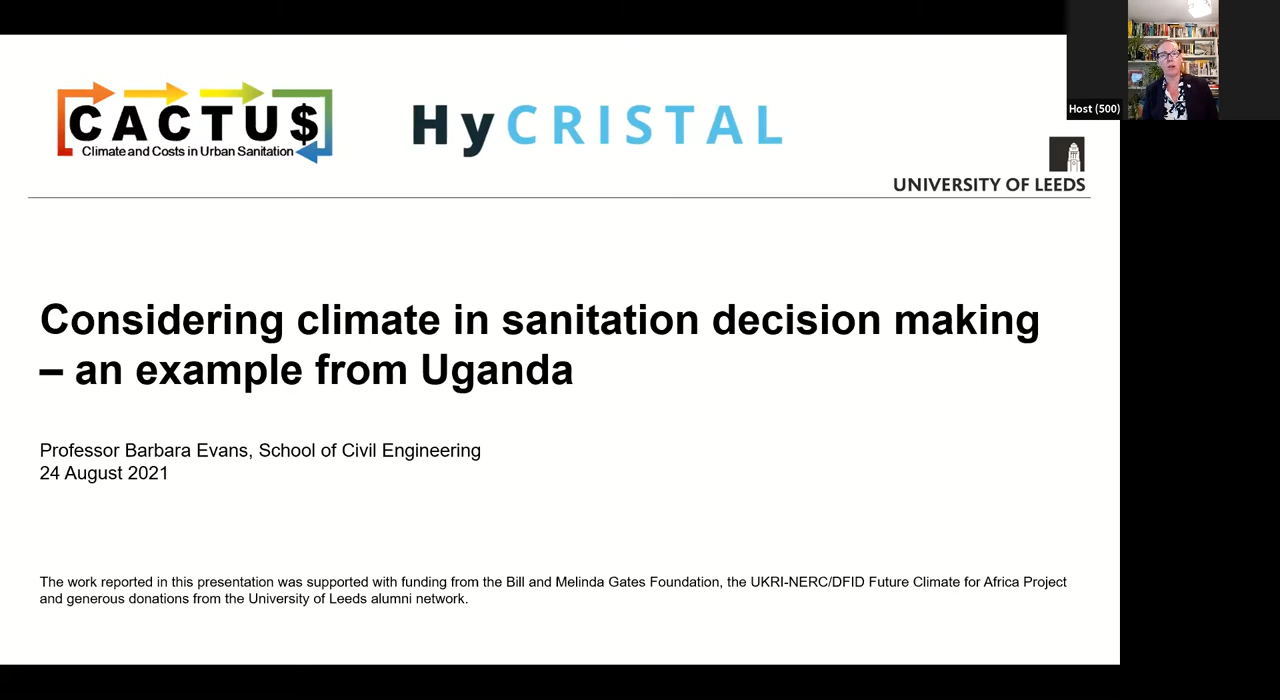 CACTU$
Climate and Costs in Urban Sanitation
HyCRISTAL
Host (500)
UNIVERSITY OF LEEDS
Considering climate in sanitation decision making
– an example from Uganda
Professor Barbara Evans, School of Civil Engineering
24 August 2021
The work reported in this presentation was supported with funding from the Bill and Melinda Gates Foundation, the UKRI-NERC/DFID Future Climate for Africa Project
and generous donations from the University of Leeds alumni network.